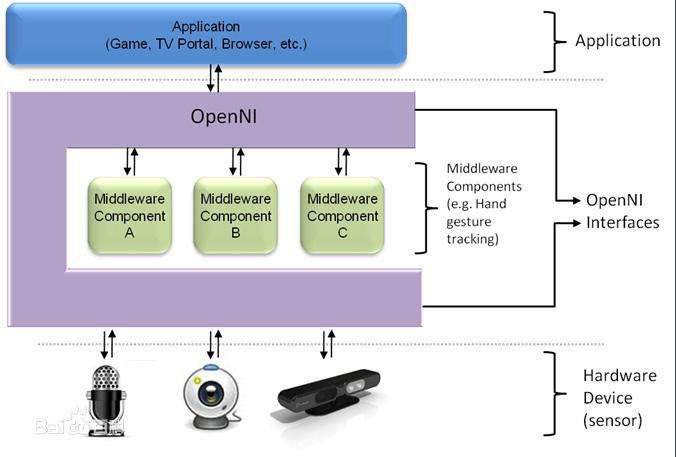 Application
(Game, TV Portal, Browser, etc.)
Application
OpenNI
Middleware
Component
A
Middleware
Component
B
Middleware
Component
C
Middleware
Components
(e.g. Hand
gesture
tracking)
OpenNI
Interfaces
Hardware
Device
(sensor)